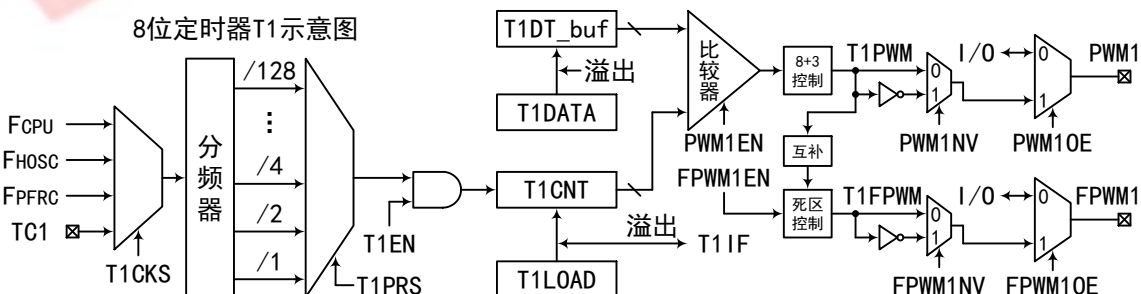 8位定时器T1示意图
FCPU
FHOSC
FPFRC
TC1
T1CKS
分频器
/128
⋮
/4
/2
/1
T1PRS
T1EN
T1DT_buf
溢出
T1DATA
T1CNT
溢出
T1IF
T1LOAD
比较器
PWM1EN
FPWM1EN
8+3
控制
互补
死区
控制
T1PWM
0
1
PWM1NV
I/O
0
1
PWM1OE
PWM1
T1FPWM
0
1
FPWM1NV
I/O
0
1
FPWM1OE
FPWM1